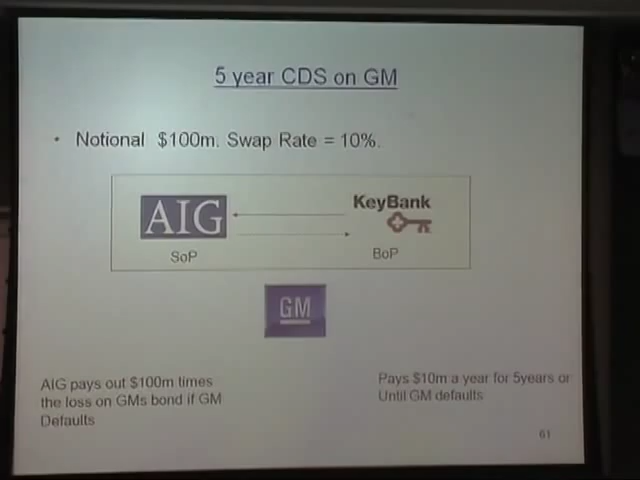 5 year CDS on GM
• Notional $100m. Swap Rate = 10%.
AIG
KeyBank
SoP
BoP
GM
AIG pays out $100m times
the loss on GMs bond if GM
Defaults
Pays $10m a year for 5years or
Until GM defaults
61